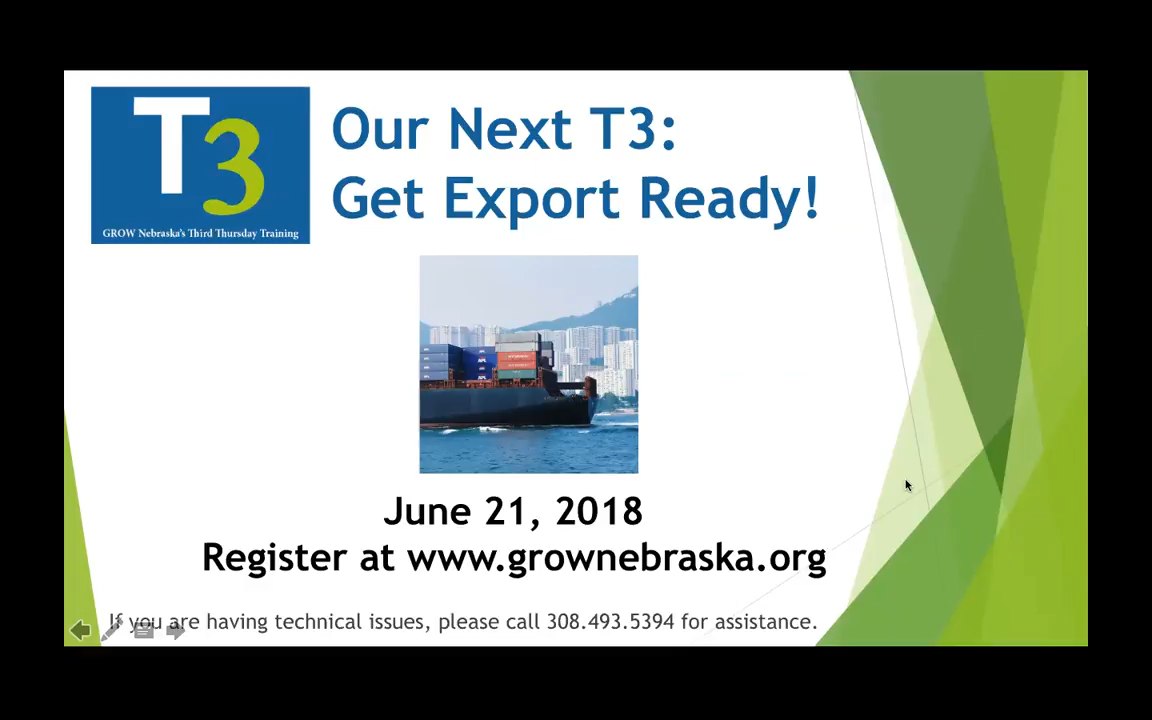 T3
GROW Nebraska's Third Thursday Training
Our Next T3:
Get Export Ready!
June 21, 2018
Register at www.grownebraska.org
If you are having technical issues, please call 308.493.5394 for assistance.